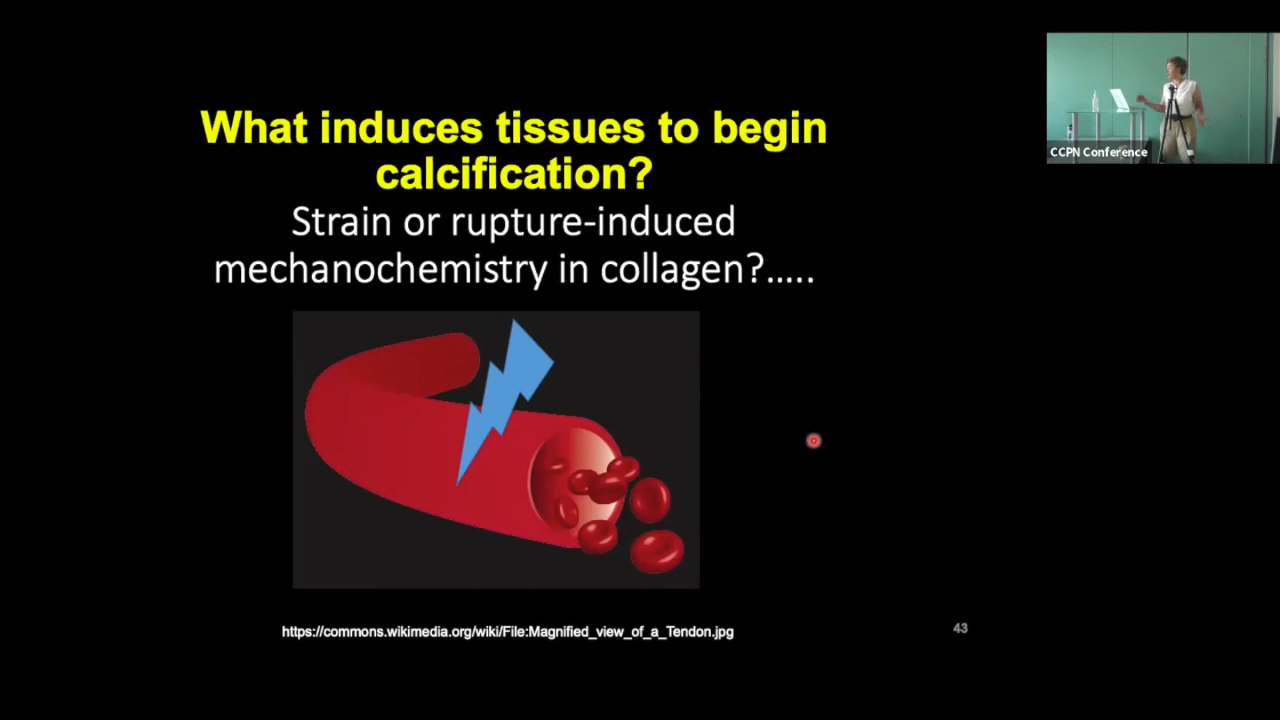 What induces tissues to begin
calcification?
Strain or rupture-induced
mechanochemistry in collagen?.....
CCPN Conference
https://commons.wikimedia.org/wiki/File:Magnified_view_of_a_Tendon.jpg
43